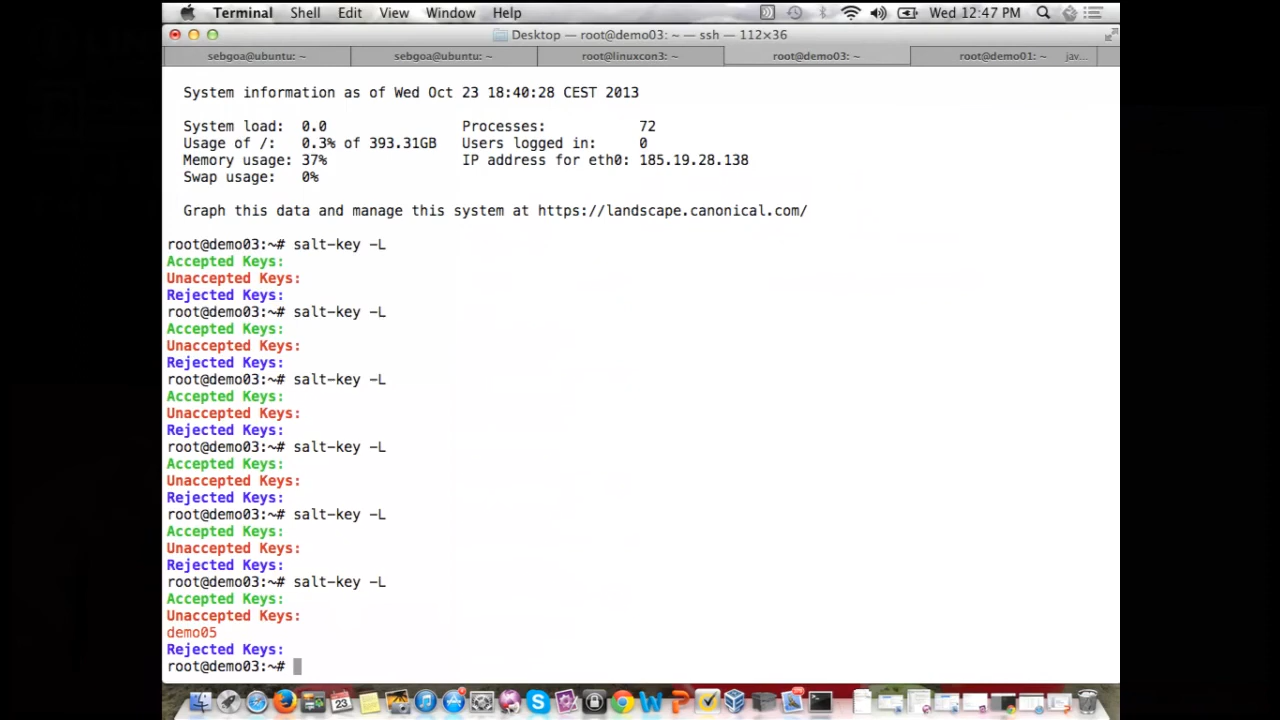 Terminal Shell Edit View Window Help Wed 12:47 PM
Desktop — root@demo03: ~ — ssh — 112×36
sebgoa@ubuntu: ~ sebgoa@ubuntu: ~ root@linuxcon3: ~ root@demo03: ~ root@demo01: ~ jav...
System information as of Wed Oct 23 18:40:28 CEST 2013
System load: 0.0 Processes: 72
Usage of /: 0.3% of 393.31GB Users logged in: 0
Memory usage: 37% IP address for eth0: 185.19.28.138
Swap usage: 0%
Graph this data and manage this system at https://landscape.canonical.com/
root@demo03:~# salt-key -L
Accepted Keys:
Unaccepted Keys:
Rejected Keys:
root@demo03:~# salt-key -L
Accepted Keys:
Unaccepted Keys:
Rejected Keys:
root@demo03:~# salt-key -L
Accepted Keys:
Unaccepted Keys:
Rejected Keys:
root@demo03:~# salt-key -L
Accepted Keys:
Unaccepted Keys:
Rejected Keys:
root@demo03:~# salt-key -L
Accepted Keys:
Unaccepted Keys:
Rejected Keys:
root@demo03:~# salt-key -L
Accepted Keys:
Unaccepted Keys:
demo05
Rejected Keys:
root@demo03:~#
23